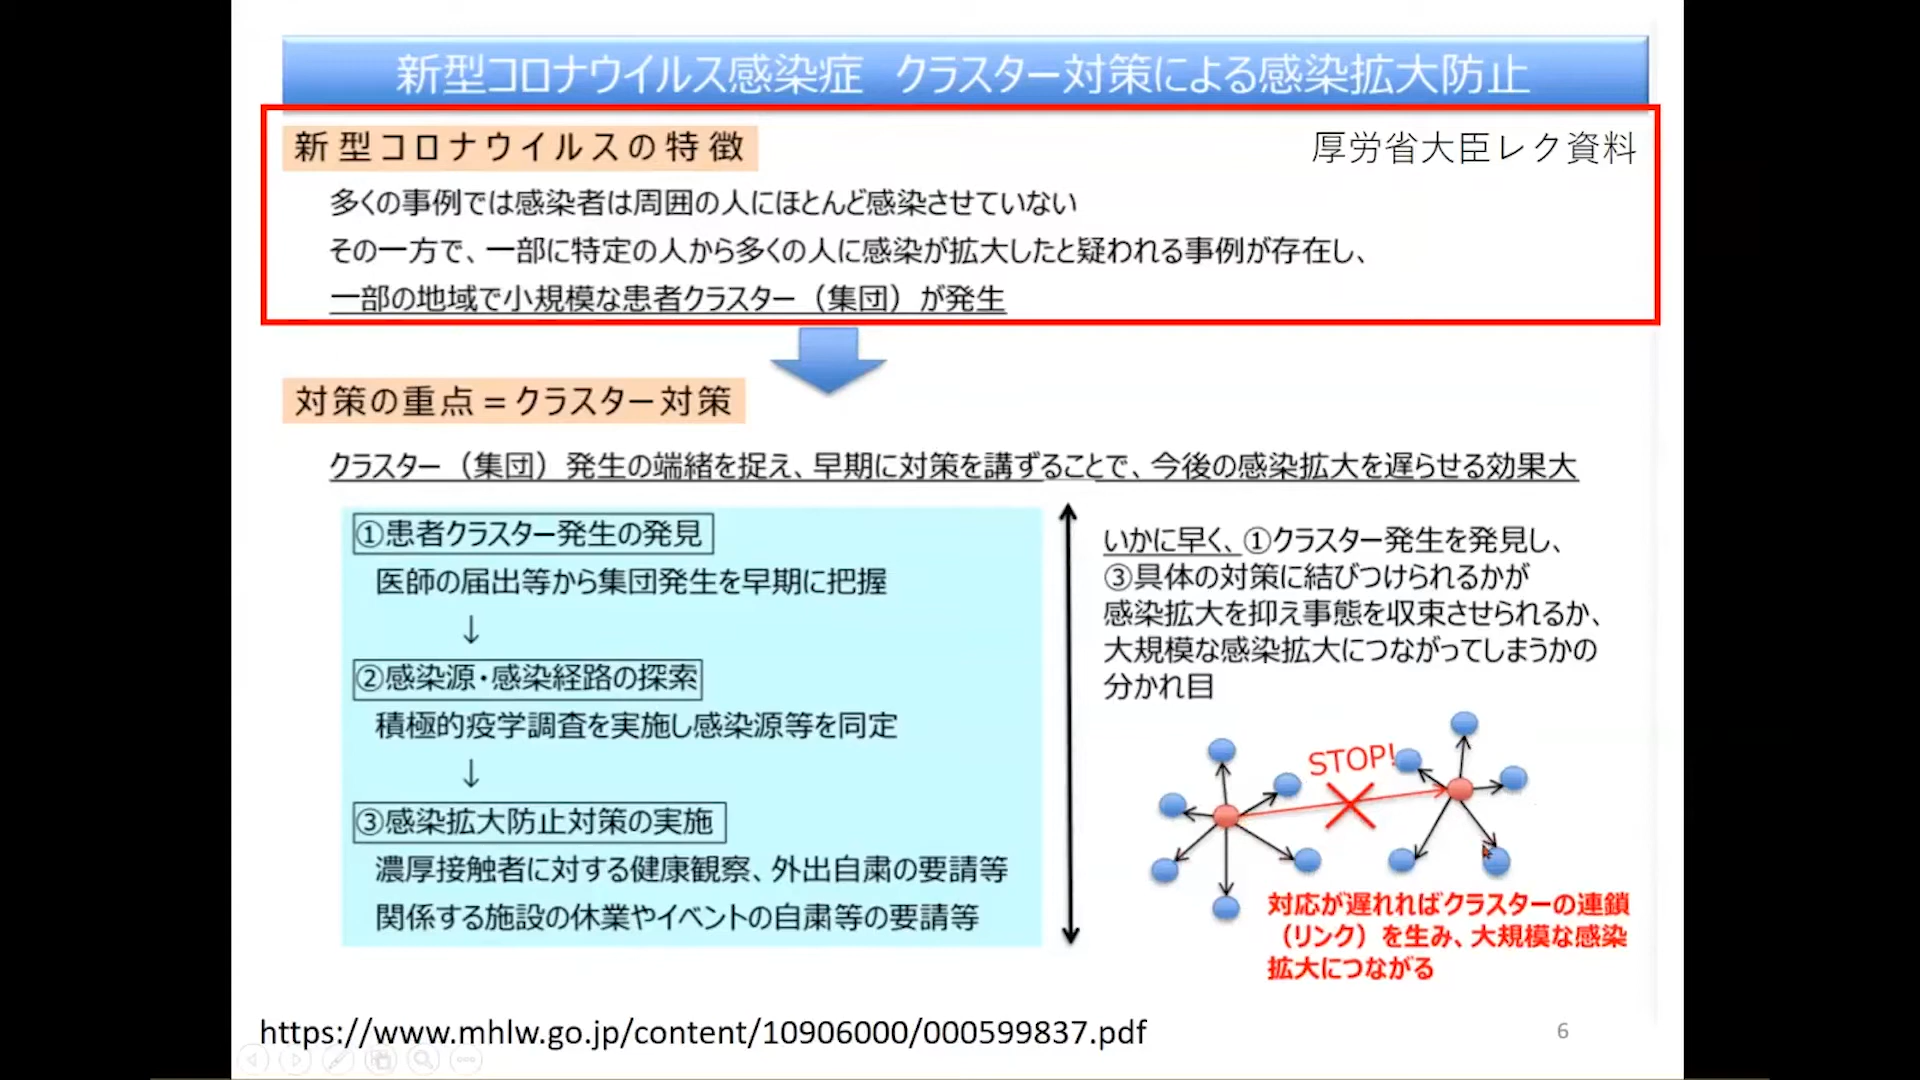 新型コロナウイルス感染症 クラスター対策による感染拡大防止
新型コロナウイルスの特徴
厚労省大臣レク資料
多くの事例では感染者は周囲の人にほとんど感染させていない
その一方で、一部に特定の人から多くの人に感染が拡大したと疑われる事例が存在し、
一部の地域で小規模な患者クラスター（集団）が発生
対策の重点＝クラスター対策
クラスター（集団）発生の端緒を捉え、早期に対策を講ずることで、今後の感染拡大を遅らせる効果大
①患者クラスター発生の発見
医師の届出等から集団発生を早期に把握
↓
②感染源・感染経路の探索
積極的疫学調査を実施し感染源等を同定
↓
③感染拡大防止対策の実施
濃厚接触者に対する健康観察、外出自粛の要請等
関係する施設の休業やイベントの自粛等の要請等
いかに早く、①クラスター発生を発見し、
③具体の対策に結びつけられるかが
感染拡大を抑え事態を収束させられるか、
大規模な感染拡大につながってしまうかの
分かれ目
STOP!
対応が遅れればクラスターの連鎖
（リンク）を生み、大規模な感染
拡大につながる
https://www.mhlw.go.jp/content/10906000/000599837.pdf
6